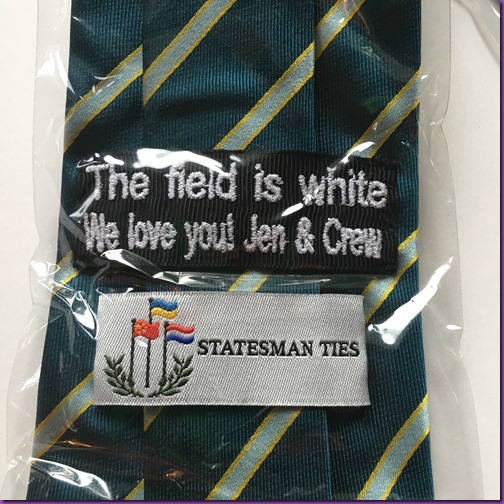 The field is white
We love you! Jen & Crew
STATESMAN TIES